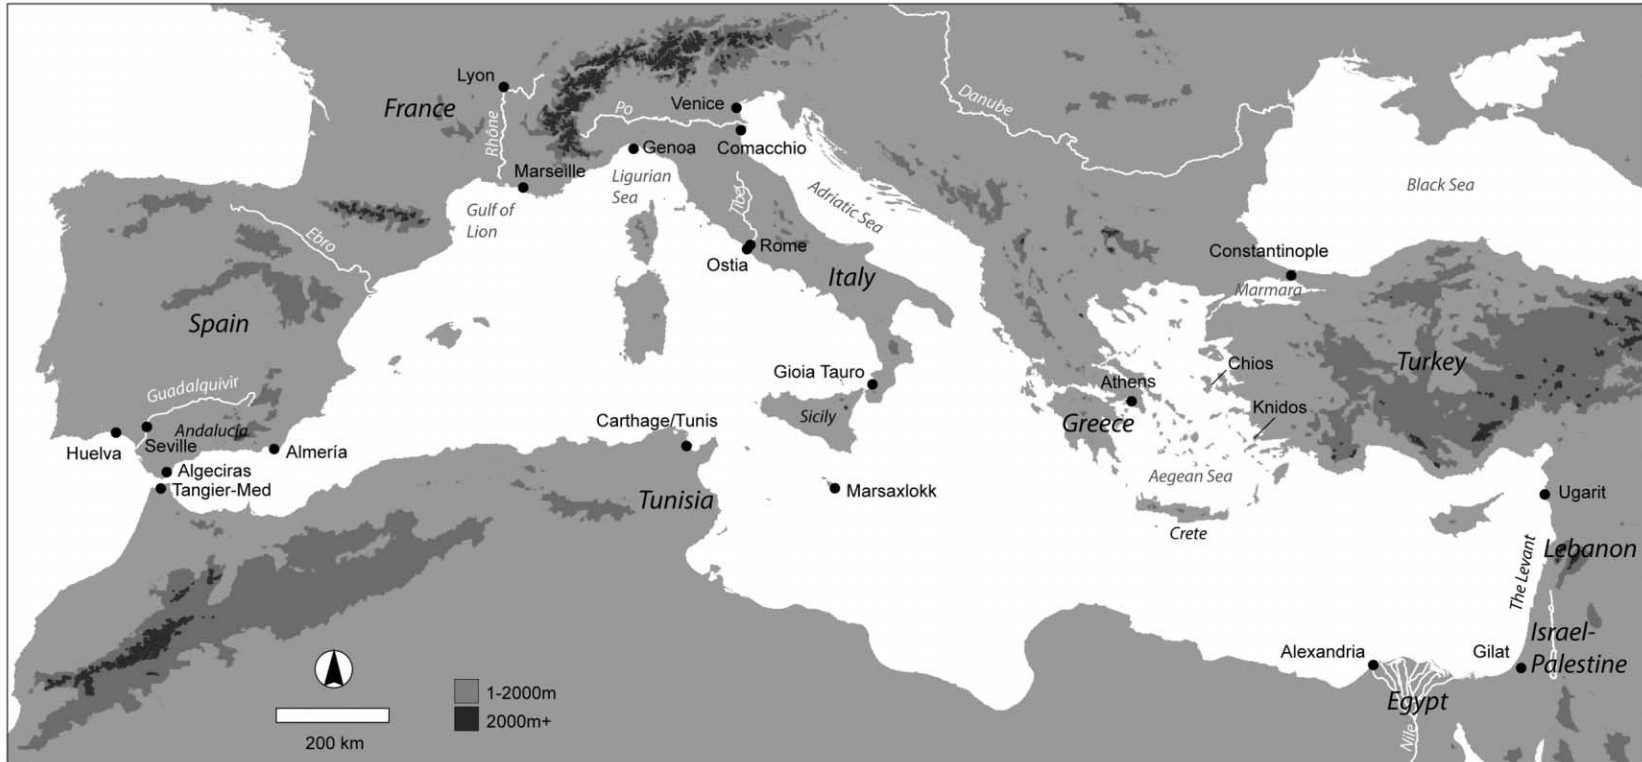 Lyon
France
Rhône
Po
Venice
Danube
Genoa
Comacchio
Marseille
Ligurian
Sea
Gulf of
Lion
Tiber
Adriatic Sea
Black Sea
Ebro
Rome
Ostia
Italy
Constantinople
Marmara
Spain
Guadalquivir
Andalucía
Huelva
Seville
Almería
Algeciras
Tangier-Med
Gioia Tauro
Sicily
Carthage/Tunis
Tunisia
Marsaxlokk
Chios
Turkey
Athens
Knidos
Greece
Aegean Sea
Crete
Ugarit
Lebanon
The Levant
Israel-
Palestine
Gilat
Alexandria
Egypt
Nile
1-2000m
2000m+
200 km